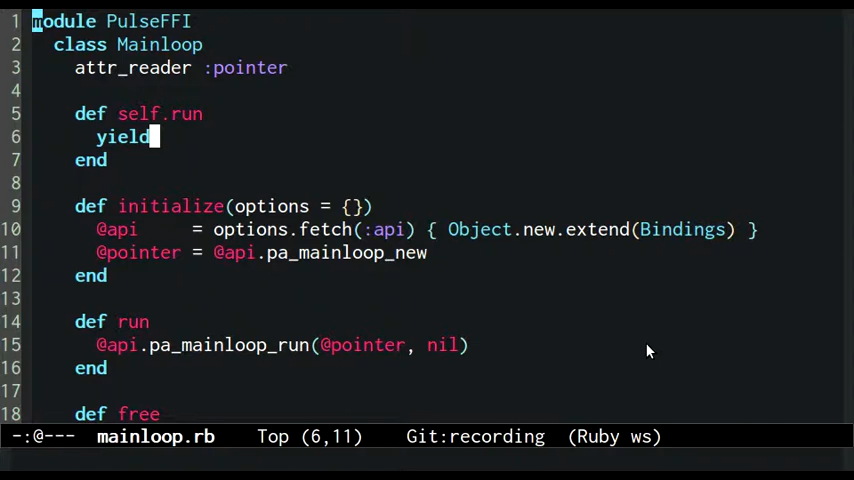 1 module PulseFFI
2   class Mainloop
3     attr_reader :pointer
4
5     def self.run
6       yield
7     end
8
9     def initialize(options = {})
10       @api     = options.fetch(:api) { Object.new.extend(Bindings) }
11       @pointer = @api.pa_mainloop_new
12     end
13
14     def run
15       @api.pa_mainloop_run(@pointer, nil)
16     end
17
18     def free
-:@---  mainloop.rb    Top (6,11)    Git:recording  (Ruby ws)